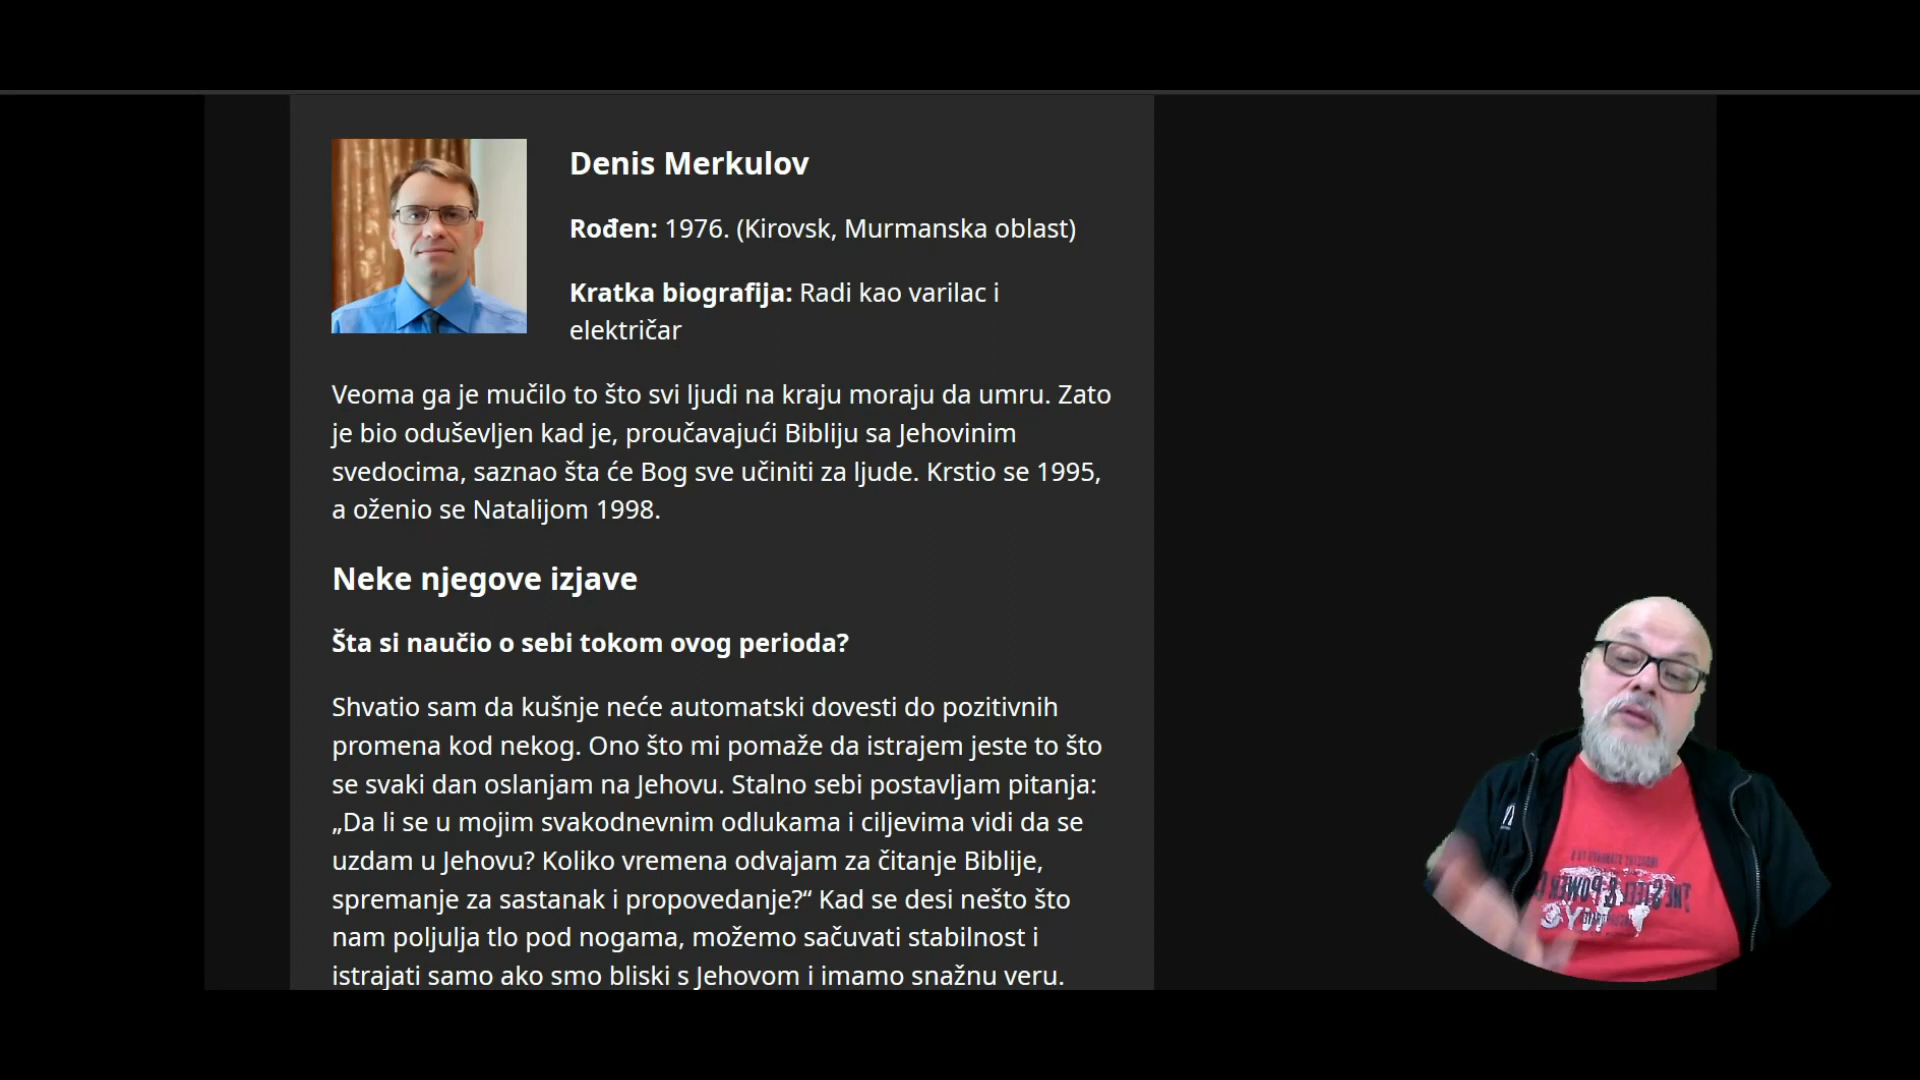 Denis Merkulov
Rođen: 1976. (Kirovsk, Murmanska oblast)
Kratka biografija: Radi kao varilac i
električar
Veoma ga je mučilo to što svi ljudi na kraju moraju da umru. Zato
je bio oduševljen kad je, proučavajući Bibliju sa Jehovinim
svedocima, saznao šta će Bog sve učiniti za ljude. Krstio se 1995,
a oženio se Natalijom 1998.
Neke njegove izjave
Šta si naučio o sebi tokom ovog perioda?
Shvatio sam da kušnje neće automatski dovesti do pozitivnih
promena kod nekog. Ono što mi pomaže da istrajem jeste to što
se svaki dan oslanjam na Jehovu. Stalno sebi postavljam pitanja:
„Da li se u mojim svakodnevnim odlukama i ciljevima vidi da se
uzdam u Jehovu? Koliko vremena odvajam za čitanje Biblije,
spremanje za sastanak i propovedanje?“ Kad se desi nešto što
nam poljulja tlo pod nogama, možemo sačuvati stabilnost i
istrajati samo ako smo bliski s Jehovom i imamo snažnu veru.
THE STEEL & POWER